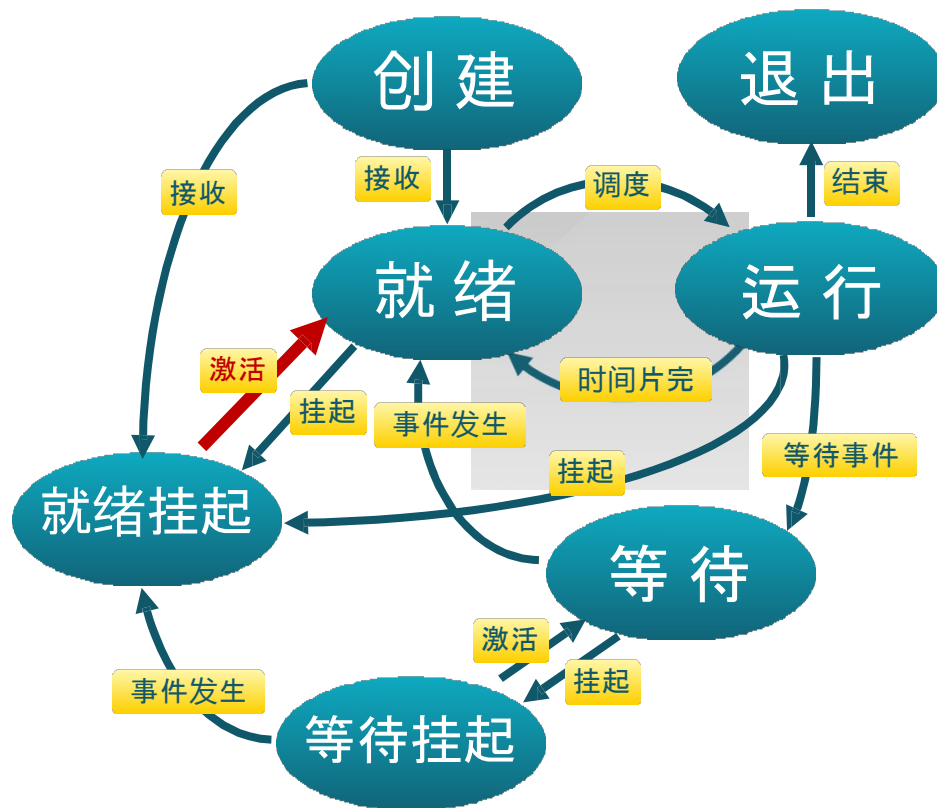 创建
退出
接收
接收
调度
结束
就绪
运行
激活
挂起
时间片完
事件发生
等待事件
挂起
就绪挂起
等待
激活
挂起
事件发生
等待挂起